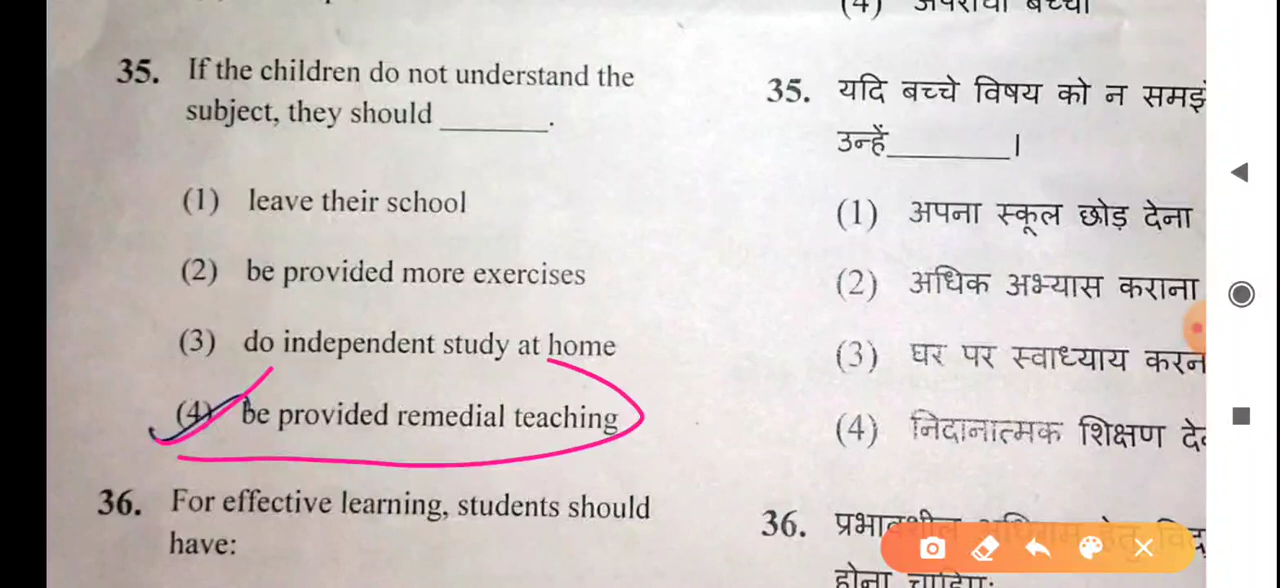 35. If the children do not understand the
subject, they should ______.
(1) leave their school
(2) be provided more exercises
(3) do independent study at home
(4) be provided remedial teaching
36. For effective learning, students should
have:
(4)
35. यदि बच्चे विषय को न
उन्हें________।
(1) अपना स्कूल छोड़ देना
(2) अधिक अभ्यास कराना
(3) घर पर स्वाध्याय
(4) निदानात्मक शिक्षण
36.